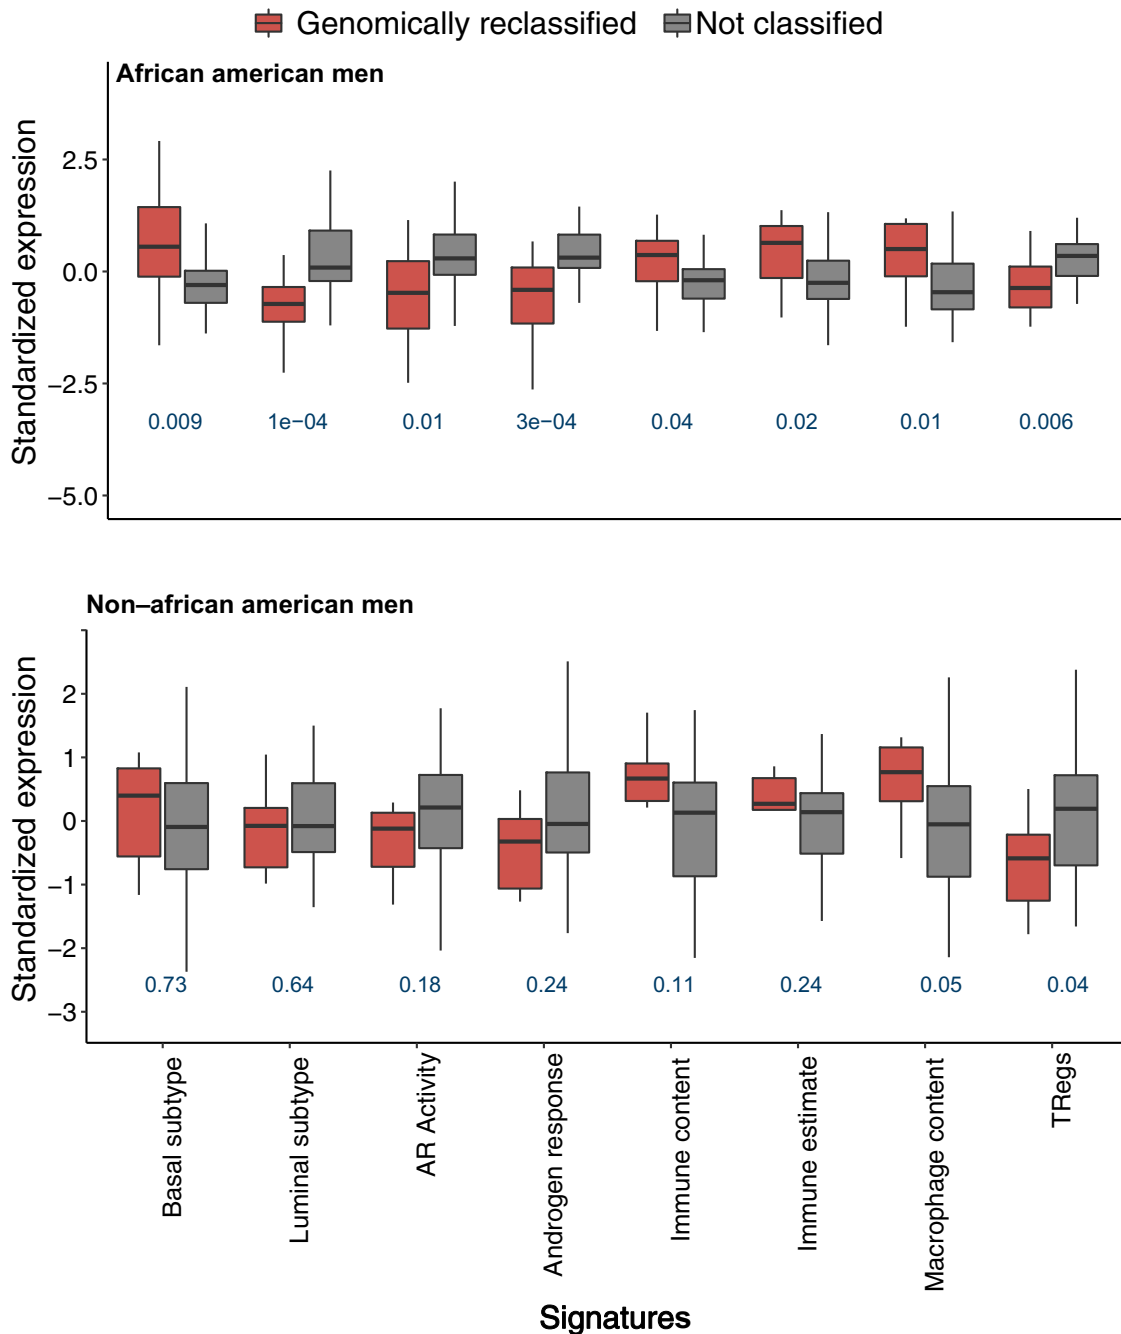 Genomically reclassified Not classified
African american men
Standardized expression
2.5
0.0
−2.5
−5.0
0.009 1e−04 0.01 3e−04 0.04 0.02 0.01 0.006
Non−african american men
Standardized expression
2
1
0
−1
−2
−3
0.73 0.64 0.18 0.24 0.11 0.24 0.05 0.04
Basal subtype
Luminal subtype
AR Activity
Androgen response
Immune content
Immune estimate
Macrophage content
TRegs
Signatures